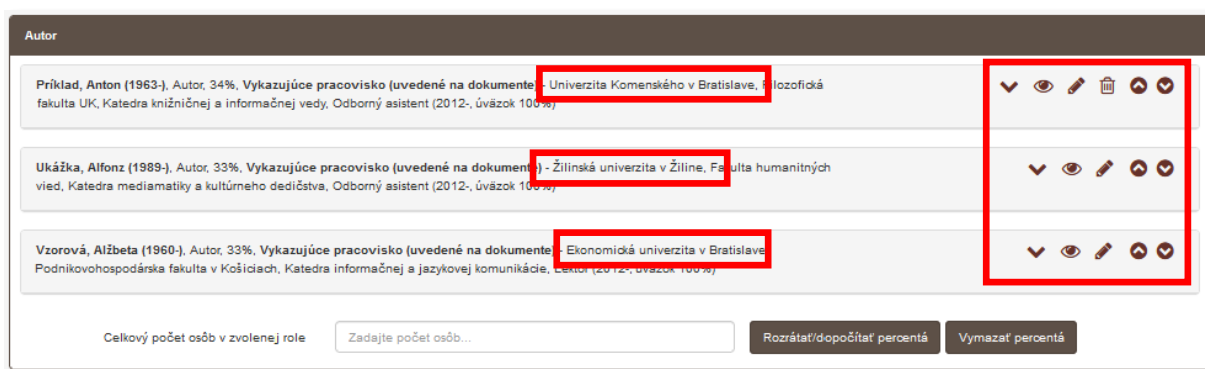 Autor
Príklad, Anton (1963-), Autor, 34%, Vykazujúce pracovisko (uvedené na dokumente) - Univerzita Komenského v Bratislave, Filozofická
fakulta UK, Katedra knižničnej a informačnej vedy, Odborný asistent (2012-, úväzok 100%)
Ukážka, Alfonz (1989-), Autor, 33%, Vykazujúce pracovisko (uvedené na dokumente) - Žilinská univerzita v Žiline, Fakulta humanitných
vied, Katedra mediamatiky a kultúrneho dedičstva, Odborný asistent (2012-, úväzok 100%)
Vzorová, Alžbeta (1960-), Autor, 33%, Vykazujúce pracovisko (uvedené na dokumente) - Ekonomická univerzita v Bratislave,
Podnikovohospodárska fakulta v Košiciach, Katedra informačnej a jazykovej komunikácie, Lektor (2012-, úväzok 100%)
Celkový počet osôb v zvolenej role Zadajte počet osôb... Rozrátať/dopočítať percentá Vymazať percentá